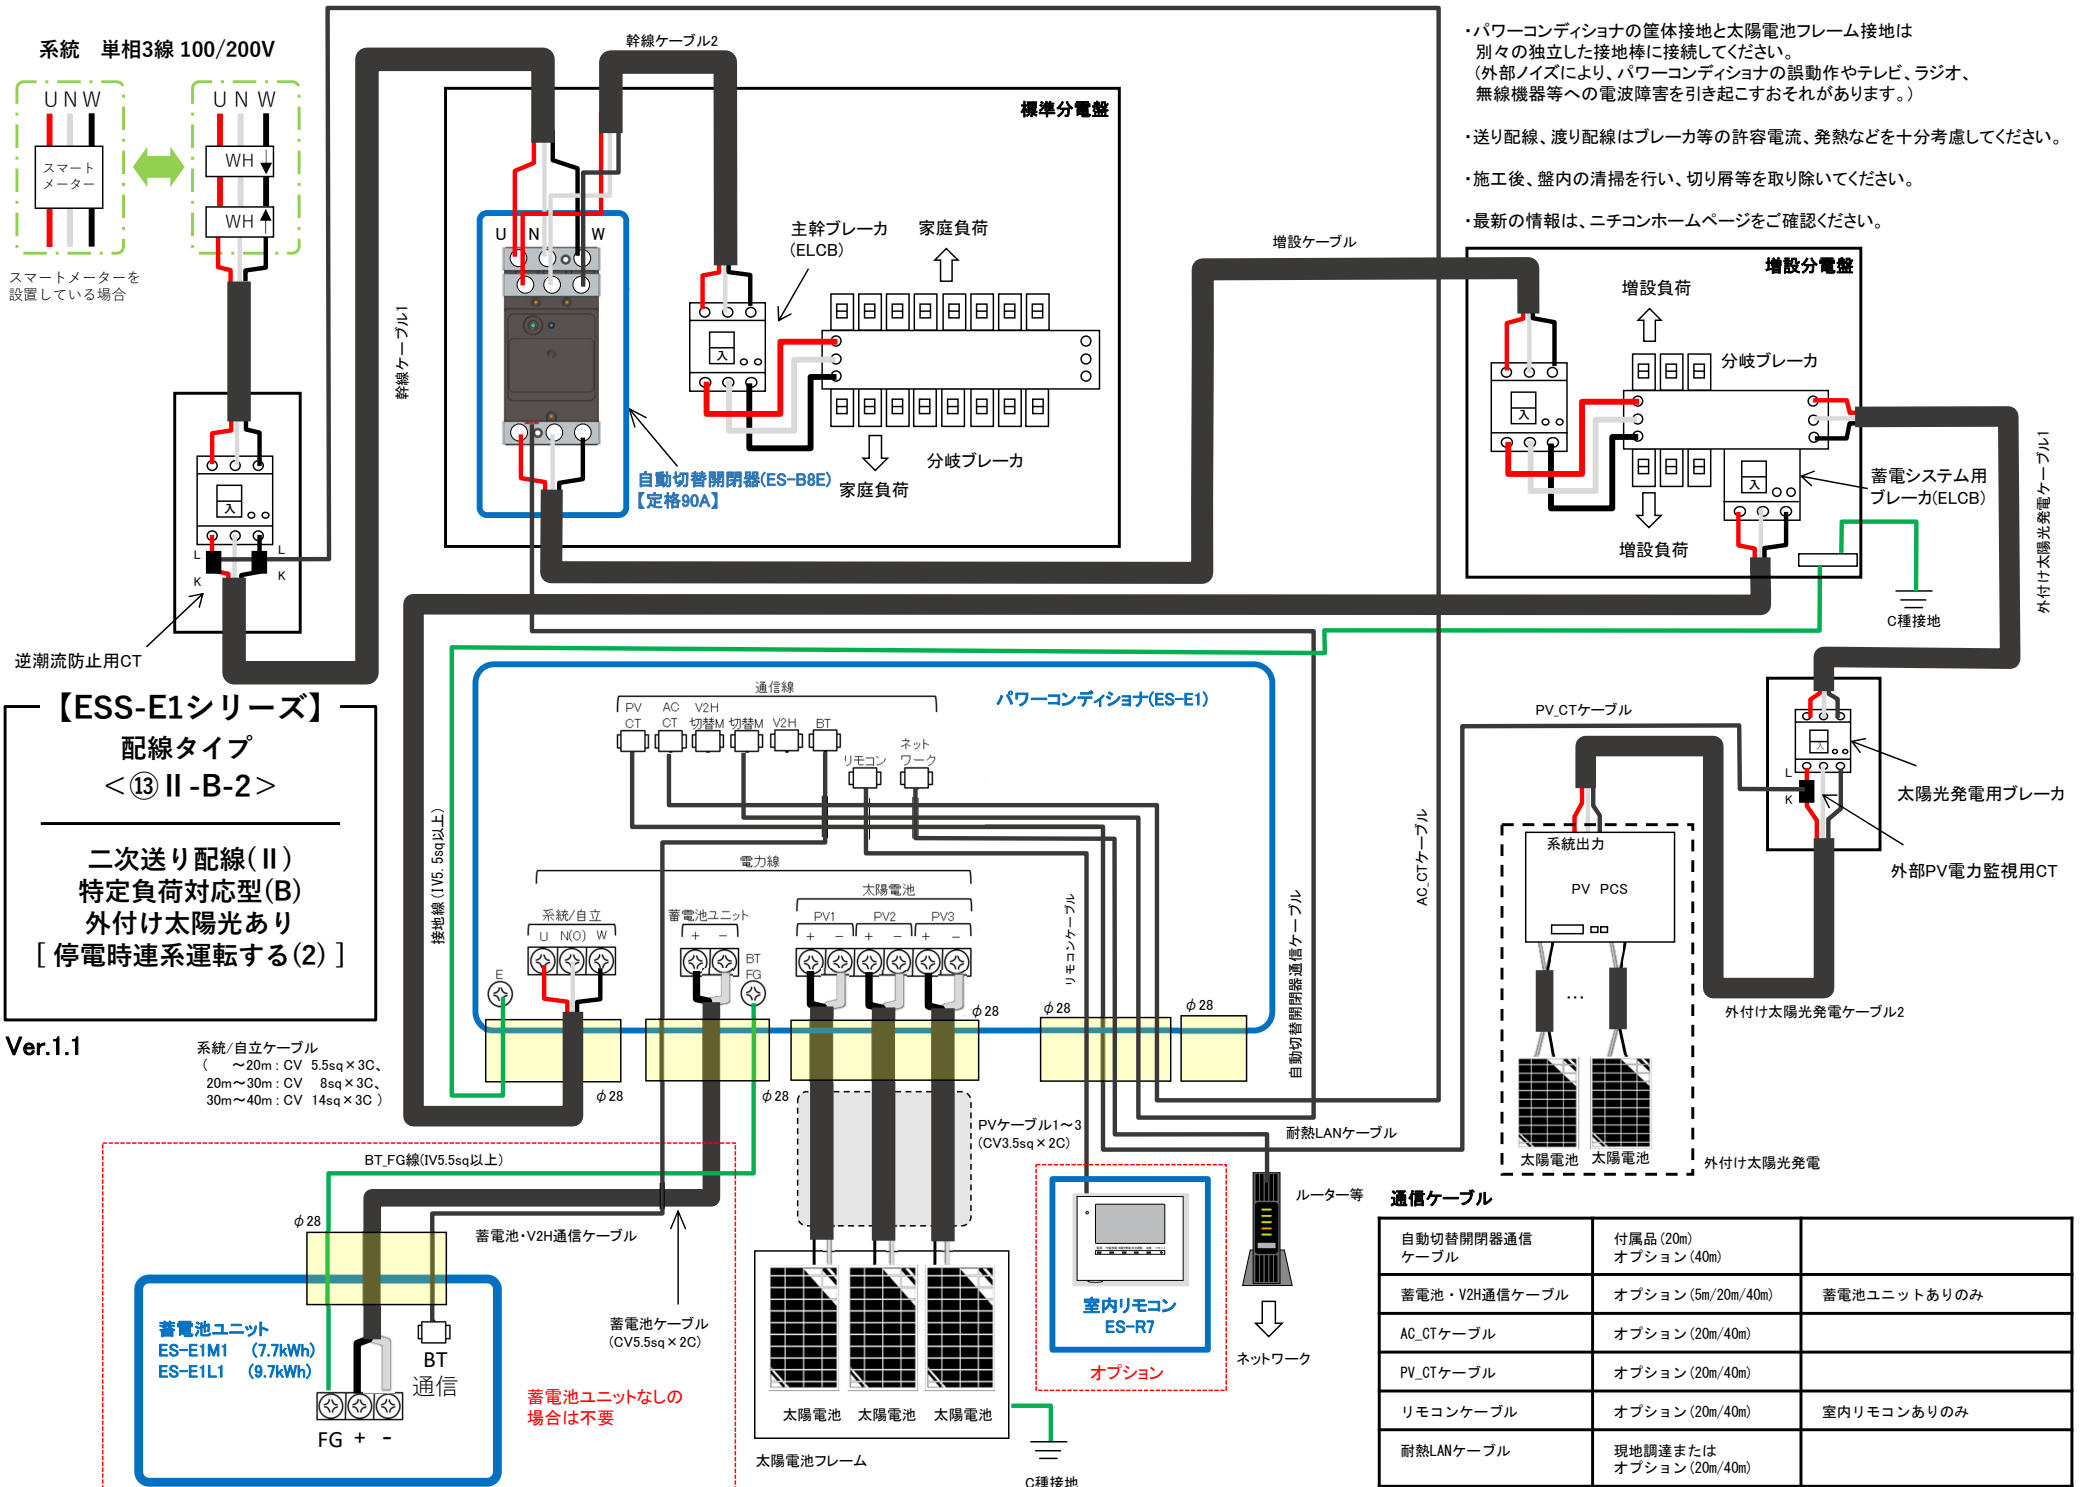 系統　単相3線 100/200V
U N W
U N W
スマート
メーター
WH
WH
スマートメーターを
設置している場合
L
K
L
K
逆潮流防止用CT
幹線ケーブル1
幹線ケーブル2
標準分電盤
U N W
主幹ブレーカ
(ELCB)
家庭負荷
入
分岐ブレーカ
家庭負荷
自動切替開閉器(ES-B8E)
【定格90A】
入
・パワーコンディショナの筐体接地と太陽電池フレーム接地は
別々の独立した接地棒に接続してください。
(外部ノイズにより、パワーコンディショナの誤動作やテレビ、ラジオ、
無線機器等への電波障害を引き起こすおそれがあります。)
・送り配線、渡り配線はブレーカ等の許容電流、発熱などを十分考慮してください。
・施工後、盤内の清掃を行い、切り屑等を取り除いてください。
・最新の情報は、ニチコンホームページをご確認ください。
増設ケーブル
増設分電盤
増設負荷
分岐ブレーカ
入
入
蓄電システム用
ブレーカ(ELCB)
増設負荷
C種接地
外付け太陽光発電ケーブル1
【ESS-E1シリーズ】
配線タイプ
＜⑬Ⅱ-B-2＞
二次送り配線(Ⅱ)
特定負荷対応型(B)
外付け太陽光あり
[ 停電時連系運転する(2) ]
Ver.1.1
パワーコンディショナ(ES-E1)
通信線
PV
CT
AC
CT
V2H
切替M
切替M
V2H
BT
リモコン
ネット
ワーク
電力線
系統/自立
U N(O) W
蓄電池ユニット
+ −
BT
FG
太陽電池
PV1 PV2 PV3
+ − + − + −
E
φ28
φ28
φ28
φ28
φ28
接地線(IV5.5sq以上)
リモコンケーブル
自動切替開閉器通信ケーブル
AC_CTケーブル
PV_CTケーブル
L
K
入
太陽光発電用ブレーカ
外部PV電力監視用CT
系統出力
PV PCS
…
太陽電池
太陽電池
外付け太陽光発電
外付け太陽光発電ケーブル2
系統/自立ケーブル
(　～20m : CV 5.5sq×3C、
20m～30m : CV 8sq×3C、
30m～40m : CV 14sq×3C )
BT_FG線(IV5.5sq以上)
φ28
蓄電池・V2H通信ケーブル
蓄電池ケーブル
(CV5.5sq×2C)
蓄電池ユニット
ES-E1M1 (7.7kWh)
ES-E1L1 (9.7kWh)
BT
通信
FG + -
蓄電池ユニットなしの
場合は不要
PVケーブル1～3
(CV3.5sq×2C)
太陽電池
太陽電池
太陽電池
太陽電池フレーム
C種接地
室内リモコン
ES-R7
オプション
耐熱LANケーブル
ルーター等
ネットワーク
通信ケーブル
自動切替開閉器通信
ケーブル
付属品(20m)
オプション(40m)
蓄電池・V2H通信ケーブル
オプション(5m/20m/40m)
蓄電池ユニットありのみ
AC_CTケーブル
オプション(20m/40m)
PV_CTケーブル
オプション(20m/40m)
リモコンケーブル
オプション(20m/40m)
室内リモコンありのみ
耐熱LANケーブル
現地調達または
オプション(20m/40m)